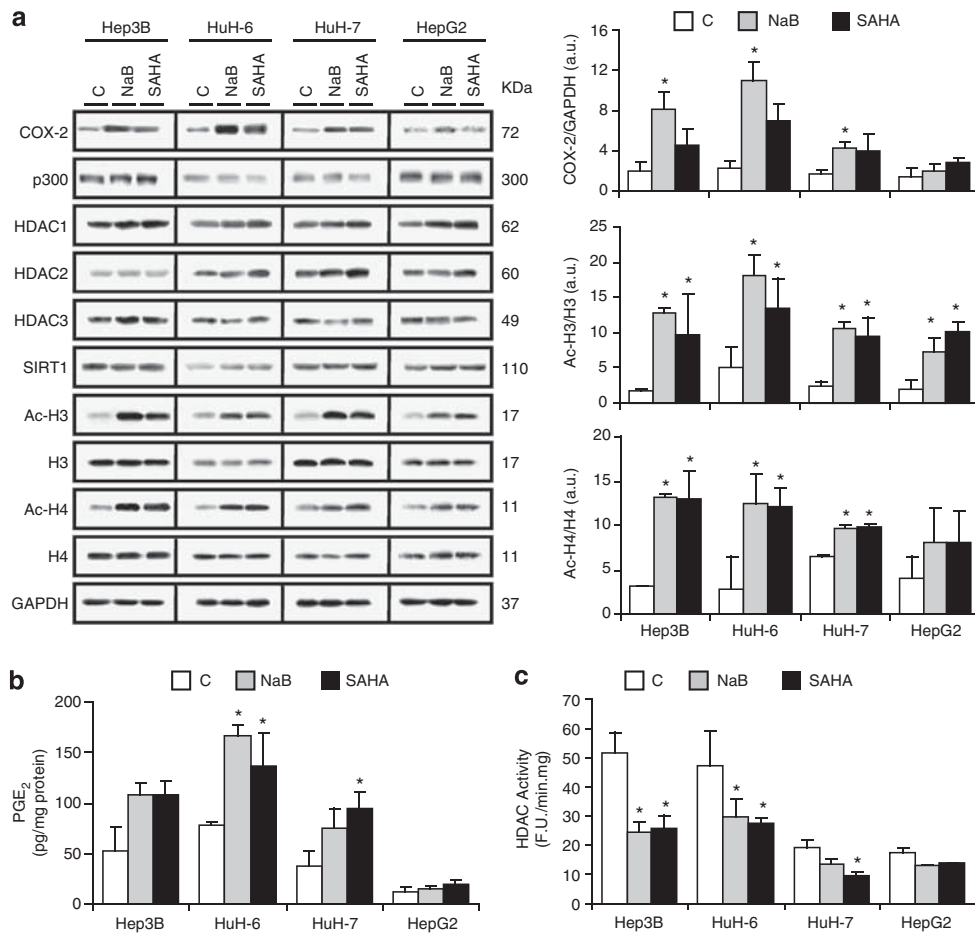 a
Hep3B HuH-6 HuH-7 HepG2
C NaB SAHA C NaB SAHA C NaB SAHA C NaB SAHA KDa
COX-2 72
p300 300
HDAC1 62
HDAC2 60
HDAC3 49
SIRT1 110
Ac-H3 17
H3 17
Ac-H4 11
H4 11
GAPDH 37
C NaB SAHA
COX-2/GAPDH (a.u.)
16
12
8
4
0
* * *
Ac-H3/H3 (a.u.)
25
20
15
10
5
0
* * * * * * * *
Ac-H4/H4 (a.u.)
20
15
10
5
0
* * * * * *
Hep3B HuH-6 HuH-7 HepG2
b
C NaB SAHA
PGE2
(pg/mg protein)
200
150
100
50
0
* * *
Hep3B HuH-6 HuH-7 HepG2
c
C NaB SAHA
HDAC Activity
(F.U./min.mg)
70
60
50
40
30
20
10
0
* * * * *
Hep3B HuH-6 HuH-7 HepG2